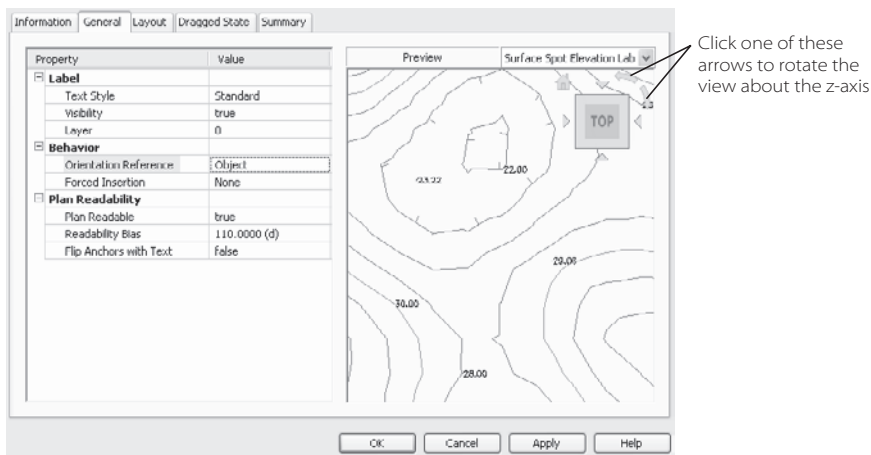 Information General Layout Dragged State Summary
Property Value
Label
Text Style Standard
Visibility true
Layer 0
Behavior
Orientation Reference Object
Forced Insertion None
Plan Readability
Plan Readable true
Readability Bias 110.0000 (d)
Flip Anchors with Text false
Preview Surface Spot Elevation Lab
TOP
22.00
30.00
28.00
OK Cancel Apply Help
Click one of these
arrows to rotate the
view about the z-axis